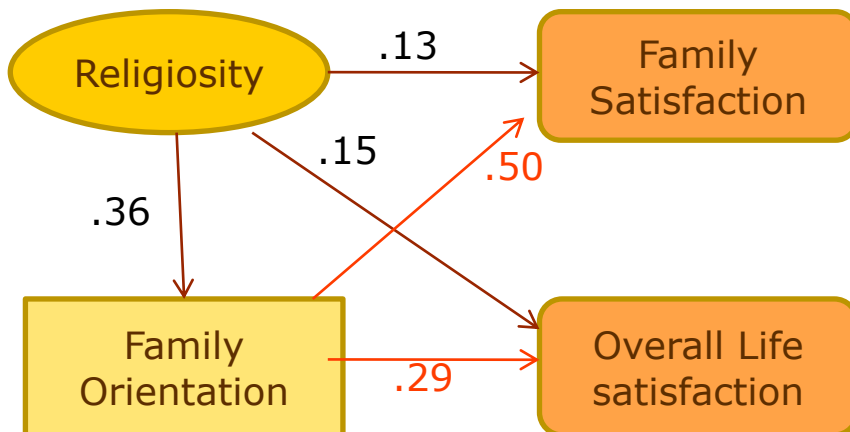 Religiosity
.13
Family
Satisfaction
.15
.50
.36
Family
Orientation
.29
Overall Life
satisfaction